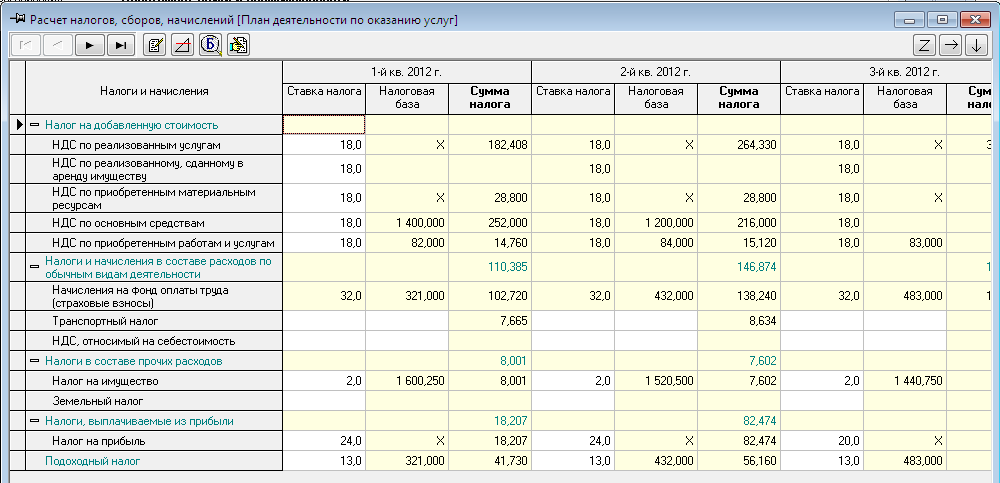 Расчет налогов, сборов, начислений [План деятельности по оказанию услуг]
Б
Z
Налоги и начисления 1-й кв. 2012 г. 2-й кв. 2012 г. 3-й кв. 2012 г.
Ставка налога Налоговая база Сумма налога Ставка налога Налоговая база Сумма налога Ставка налога Налоговая база
Налог на добавленную стоимость
НДС по реализованным услугам 18,0 X 182,408 18,0 X 264,330 18,0 X 3
НДС по реализованному, сданному в
аренду имуществу 18,0 18,0 18,0
НДС по приобретенным материальным
ресурсам 18,0 X 28,800 18,0 X 28,800 18,0 X
НДС по основным средствам 18,0 1 400,000 252,000 18,0 1 200,000 216,000 18,0
НДС по приобретенным работам и услугам 18,0 82,000 14,760 18,0 84,000 15,120 18,0 83,000
Налоги и начисления в составе расходов по
обычным видам деятельности 110,385 146,874 1
Начисления на фонд оплаты труда
(страховые взносы) 32,0 321,000 102,720 32,0 432,000 138,240 32,0 483,000 1
Транспортный налог 7,665 8,634
НДС, относимый на себестоимость
Налоги в составе прочих расходов 8,001 7,602
Налог на имущество 2,0 1 600,250 8,001 2,0 1 520,500 7,602 2,0 1 440,750
Земельный налог
Налоги, выплачиваемые из прибыли 18,207 82,474
Налог на прибыль 24,0 X 18,207 24,0 X 82,474 20,0 X
Подоходный налог 13,0 321,000 41,730 13,0 432,000 56,160 13,0 483,000